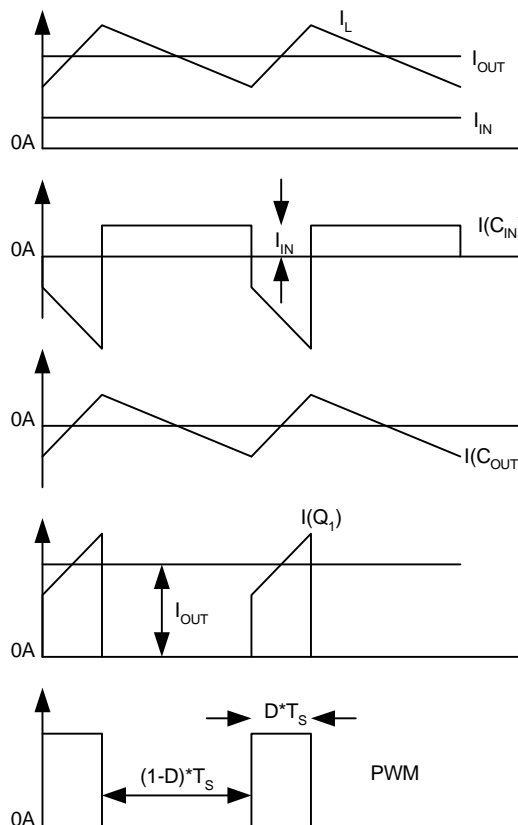 I_L
I_OUT
I_IN
0A
I(C_IN)
0A
I_IN
0A
I(C_OUT
I(Q_1)
I_OUT
0A
D*T_S
(1-D)*T_S
PWM
0A